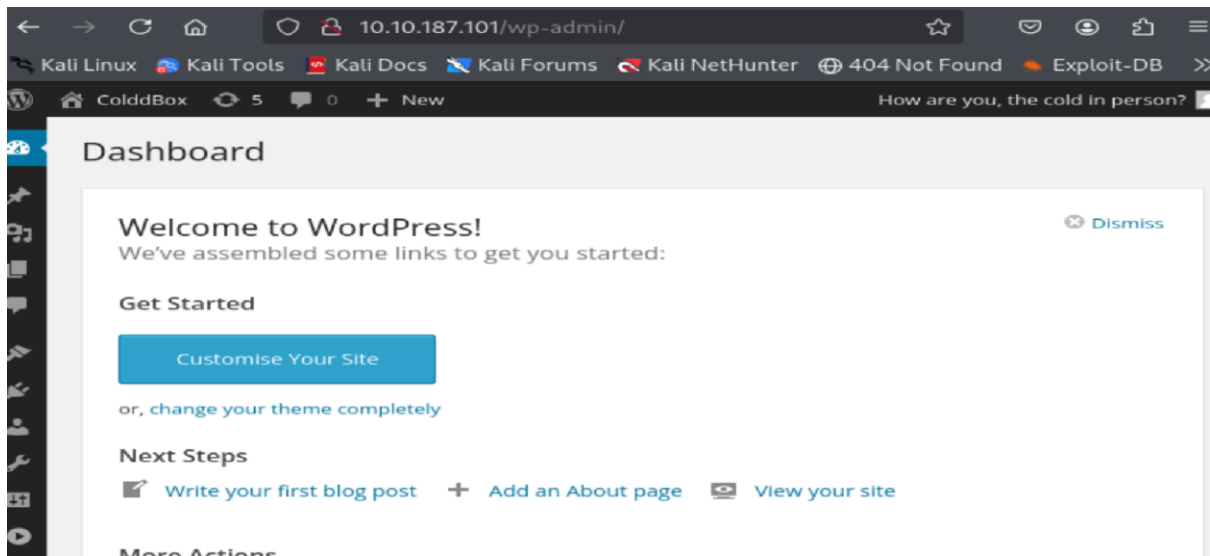 10.10.187.101/wp-admin/
Kali Linux Kali Tools Kali Docs Kali Forums Kali NetHunter 404 Not Found Exploit-DB
ColddBox 5 0 + New How are you, the cold in person?
Dashboard
Welcome to WordPress! Dismiss
We've assembled some links to get you started:
Get Started
Customise Your Site
or, change your theme completely
Next Steps
Write your first blog post + Add an About page View your site
More Actions